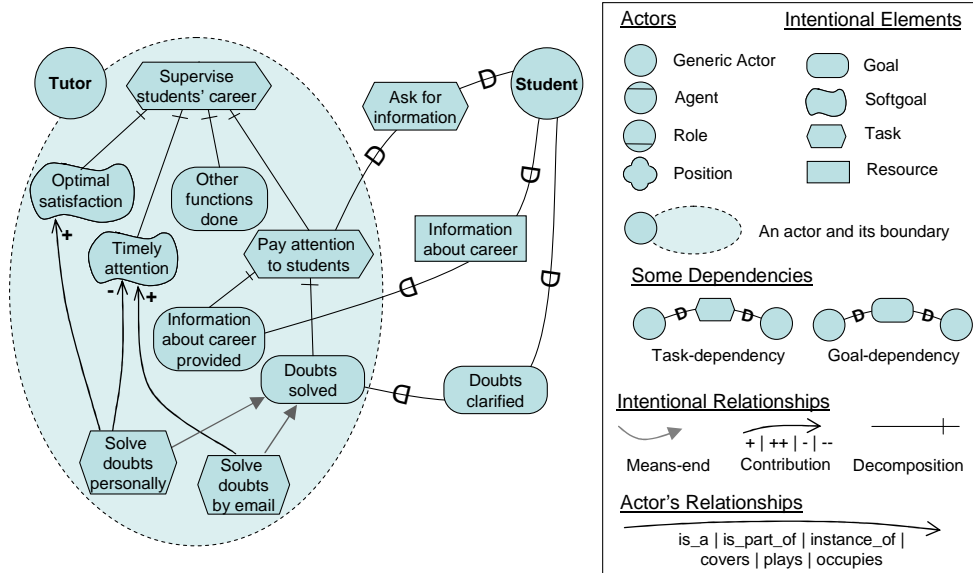 Tutor
Supervise
students' career
Ask for
information
Student
D
D
D
D
D
D
Optimal
satisfaction
Other
functions
done
Timely
attention
Pay attention
to students
Information
about career
+
-
+
Information
about career
provided
Doubts
solved
Doubts
clarified
Solve
doubts
personally
Solve
doubts
by email
Actors
Intentional Elements
Generic Actor
Goal
Agent
Softgoal
Role
Task
Position
Resource
An actor and its boundary
Some Dependencies
D D
D D
Task-dependency
Goal-dependency
Intentional Relationships
+ | ++ | - | --
Means-end
Contribution
Decomposition
Actor's Relationships
is_a | is_part_of | instance_of |
covers | plays | occupies